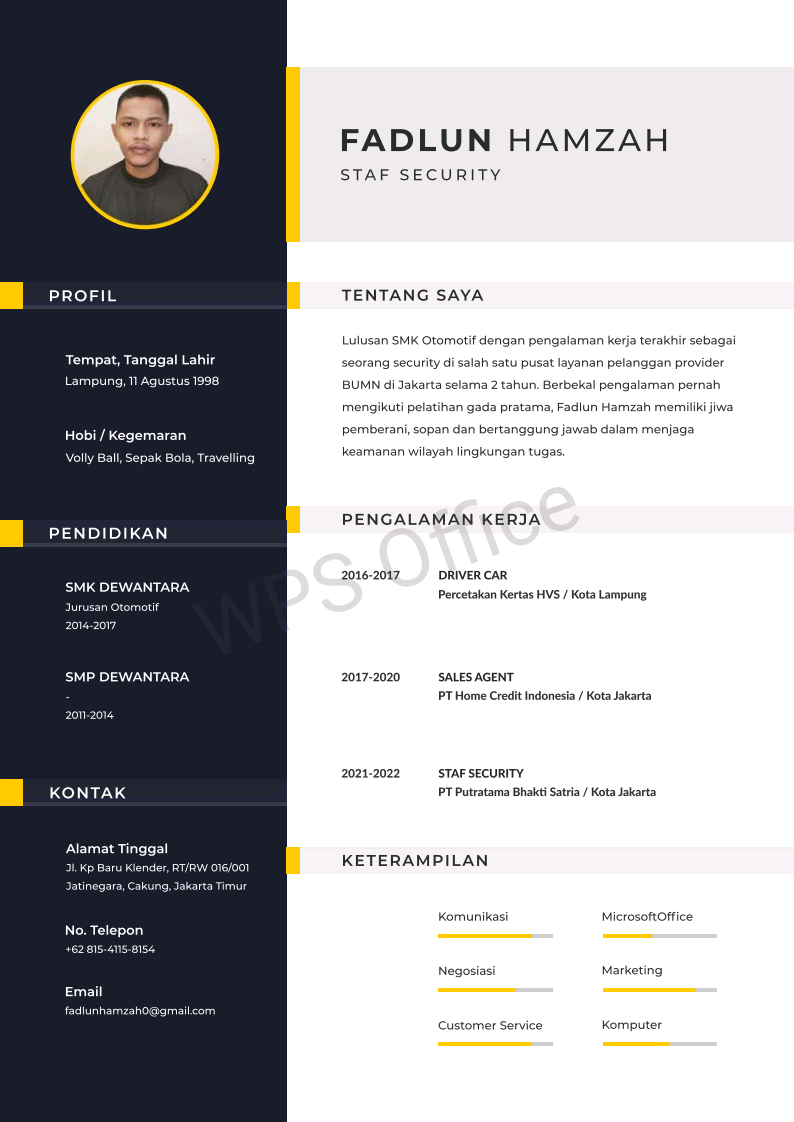 FADLUN HAMZAH
STAF SECURITY
PROFIL
Tempat, Tanggal Lahir
Lampung, 11 Agustus 1998
Hobi / Kegemaran
Volly Ball, Sepak Bola, Travelling
PENDIDIKAN
SMK DEWANTARA
Jurusan Otomotif
2014-2017
SMP DEWANTARA
-
2011-2014
KONTAK
Alamat Tinggal
Jl. Kp Baru Klender, RT/RW 016/001
Jatinegara, Cakung, Jakarta Timur
No. Telepon
+62 815-4115-8154
Email
fadlunhamzah0@gmail.com
TENTANG SAYA
Lulusan SMK Otomotif dengan pengalaman kerja terakhir sebagai
seorang security di salah satu pusat layanan pelanggan provider
BUMN di Jakarta selama 2 tahun. Berbekal pengalaman pernah
mengikuti pelatihan gada pratama, Fadlun Hamzah memiliki jiwa
pemberani, sopan dan bertanggung jawab dalam menjaga
keamanan wilayah lingkungan tugas.
PENGALAMAN KERJA
2016-2017 DRIVER CAR
Percetakan Kertas HVS / Kota Lampung
2017-2020 SALES AGENT
PT Home Credit Indonesia / Kota Jakarta
2021-2022 STAF SECURITY
PT Putratama Bhakti Satria / Kota Jakarta
KETERAMPILAN
Komunikasi MicrosoftOffice
Negosiasi Marketing
Customer Service Komputer
WPS Office